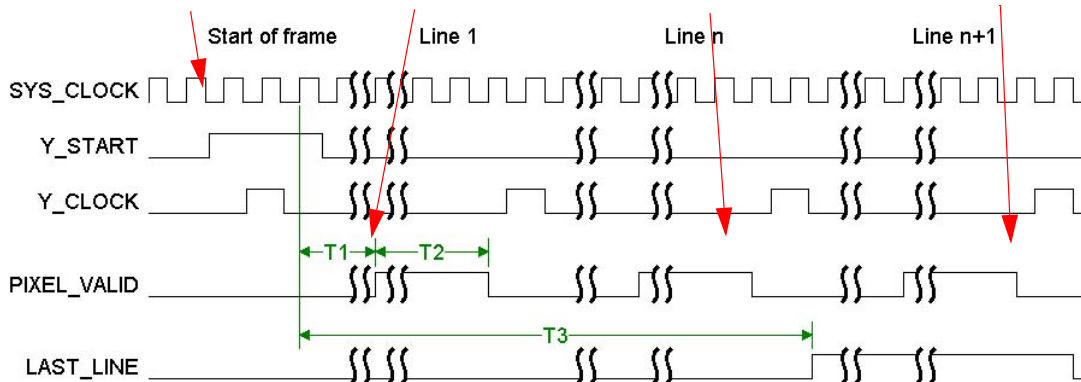 Start of frame Line 1 Line n Line n+1
SYS_CLOCK
Y_START
Y_CLOCK
T1 T2
PIXEL_VALID
T3
LAST_LINE